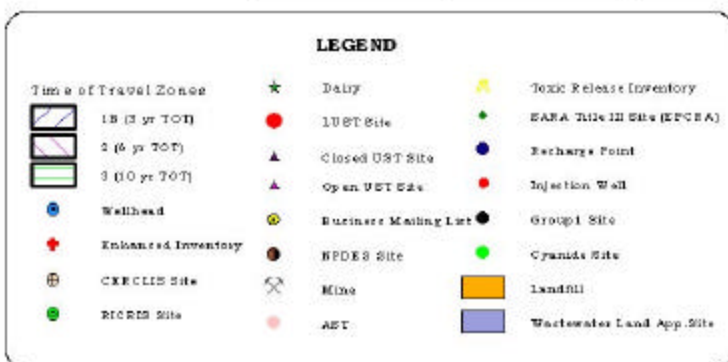 LEGEND
Time of Travel Zones
1B (3 yr TOT)
2 (6 yr TOT)
3 (10 yr TOT)
Wellhead
Enhanced Inventory
CERCLIS Site
RICRIS Site
Dairy
LUST Site
Closed UST Site
Open UST Site
Business Mailing List
NPDES Site
Mine
AST
Toxic Release Inventory
SARA Title III Site (EPCRA)
Recharge Point
Injection Well
Group1 Site
Cyanide Site
Landfill
Wastewater Land App. Site